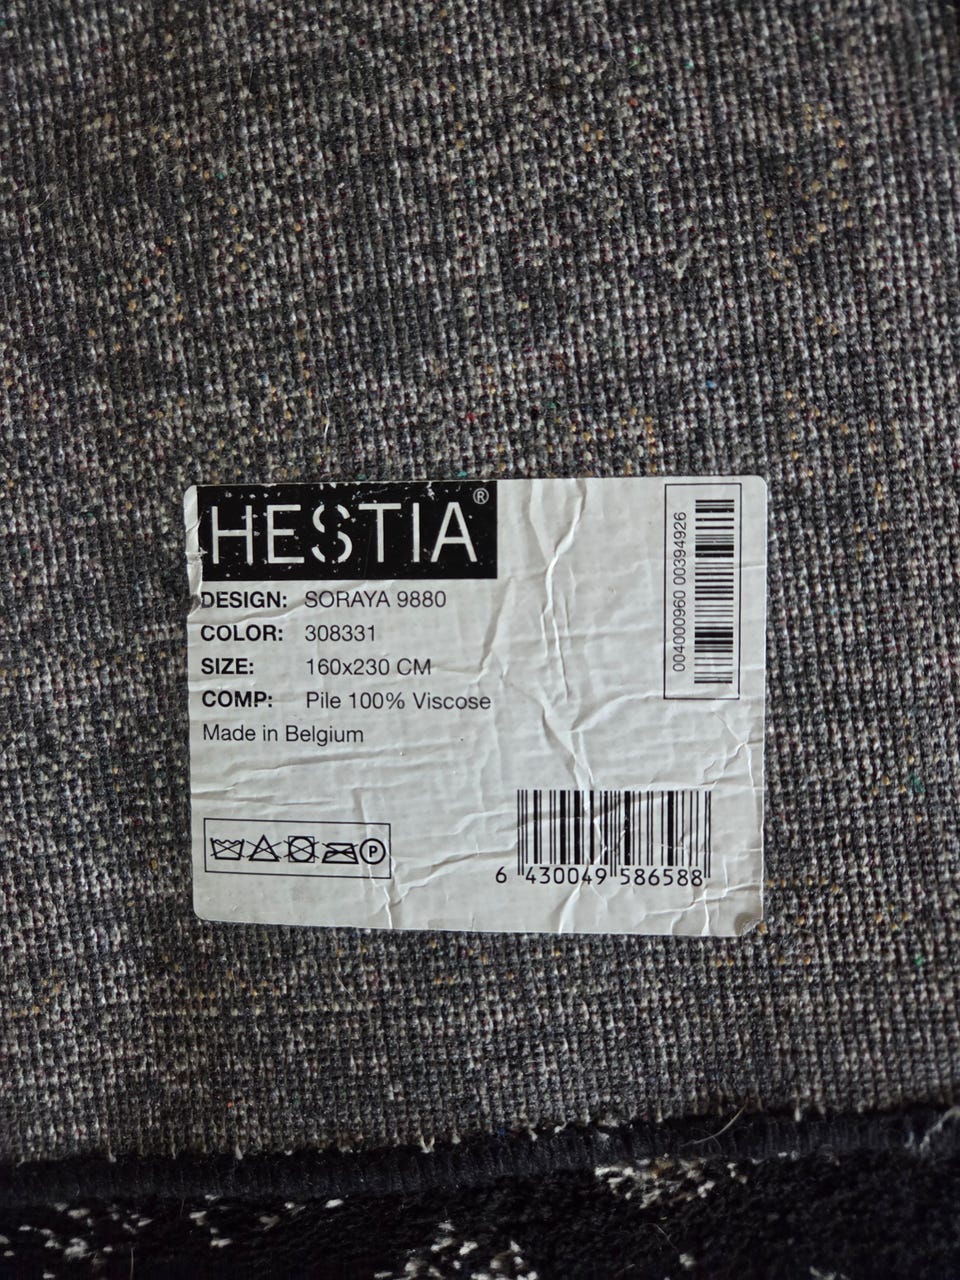 HESTIA®
DESIGN: SORAYA 9880
COLOR: 308331
SIZE: 160x230 CM
COMP: Pile 100% Viscose
Made in Belgium
P
6 430049 586588
004000960 00394926